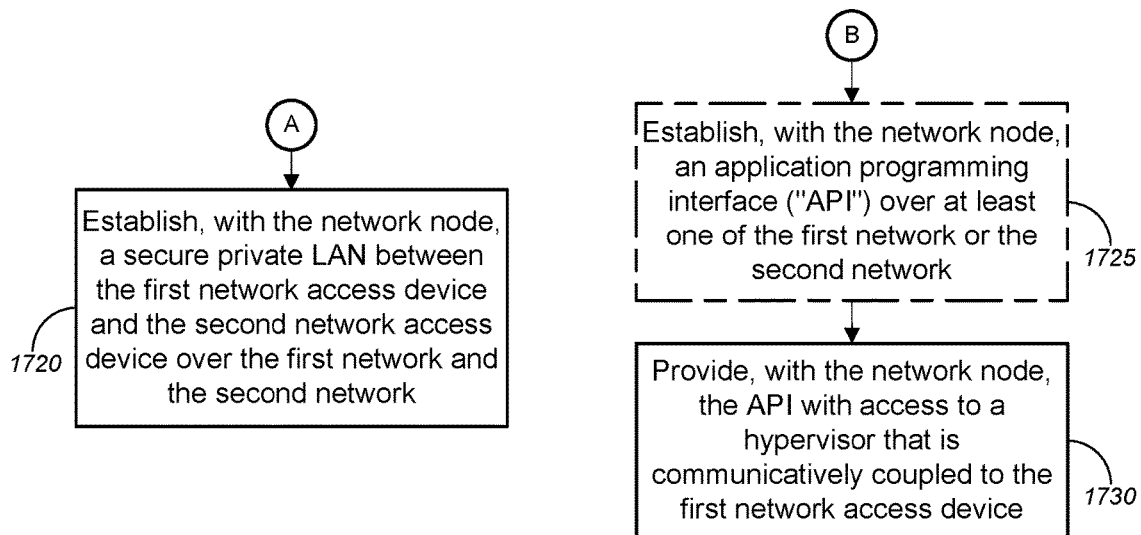 A
Establish, with the network node,
a secure private LAN between
the first network access device
and the second network access
device over the first network and
the second network
1720
B
Establish, with the network node,
an application programming
interface ("API") over at least
one of the first network or the
second network
1725
Provide, with the network node,
the API with access to a
hypervisor that is
communicatively coupled to the
first network access device
1730